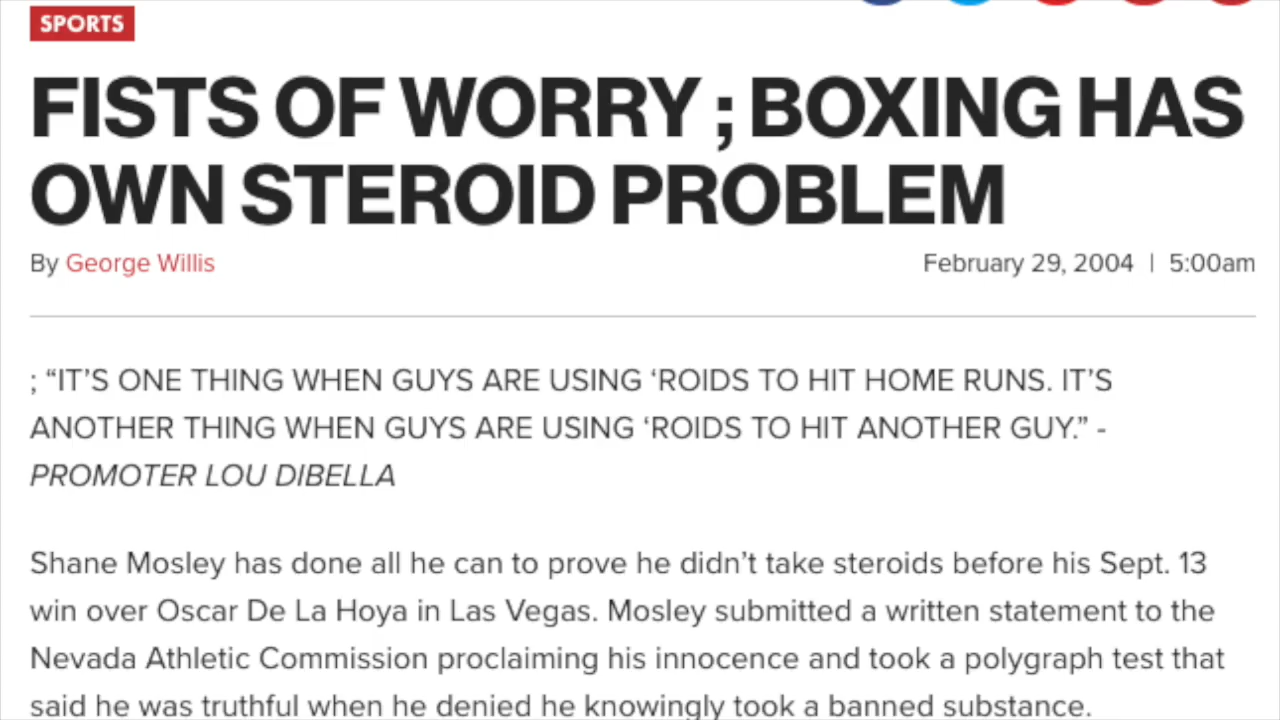 SPORTS
FISTS OF WORRY ; BOXING HAS
OWN STEROID PROBLEM
By George Willis
February 29, 2004 | 5:00am
; “IT’S ONE THING WHEN GUYS ARE USING ‘ROIDS TO HIT HOME RUNS. IT’S
ANOTHER THING WHEN GUYS ARE USING ‘ROIDS TO HIT ANOTHER GUY.” -
PROMOTER LOU DIBELLA
Shane Mosley has done all he can to prove he didn’t take steroids before his Sept. 13
win over Oscar De La Hoya in Las Vegas. Mosley submitted a written statement to the
Nevada Athletic Commission proclaiming his innocence and took a polygraph test that
said he was truthful when he denied he knowingly took a banned substance.